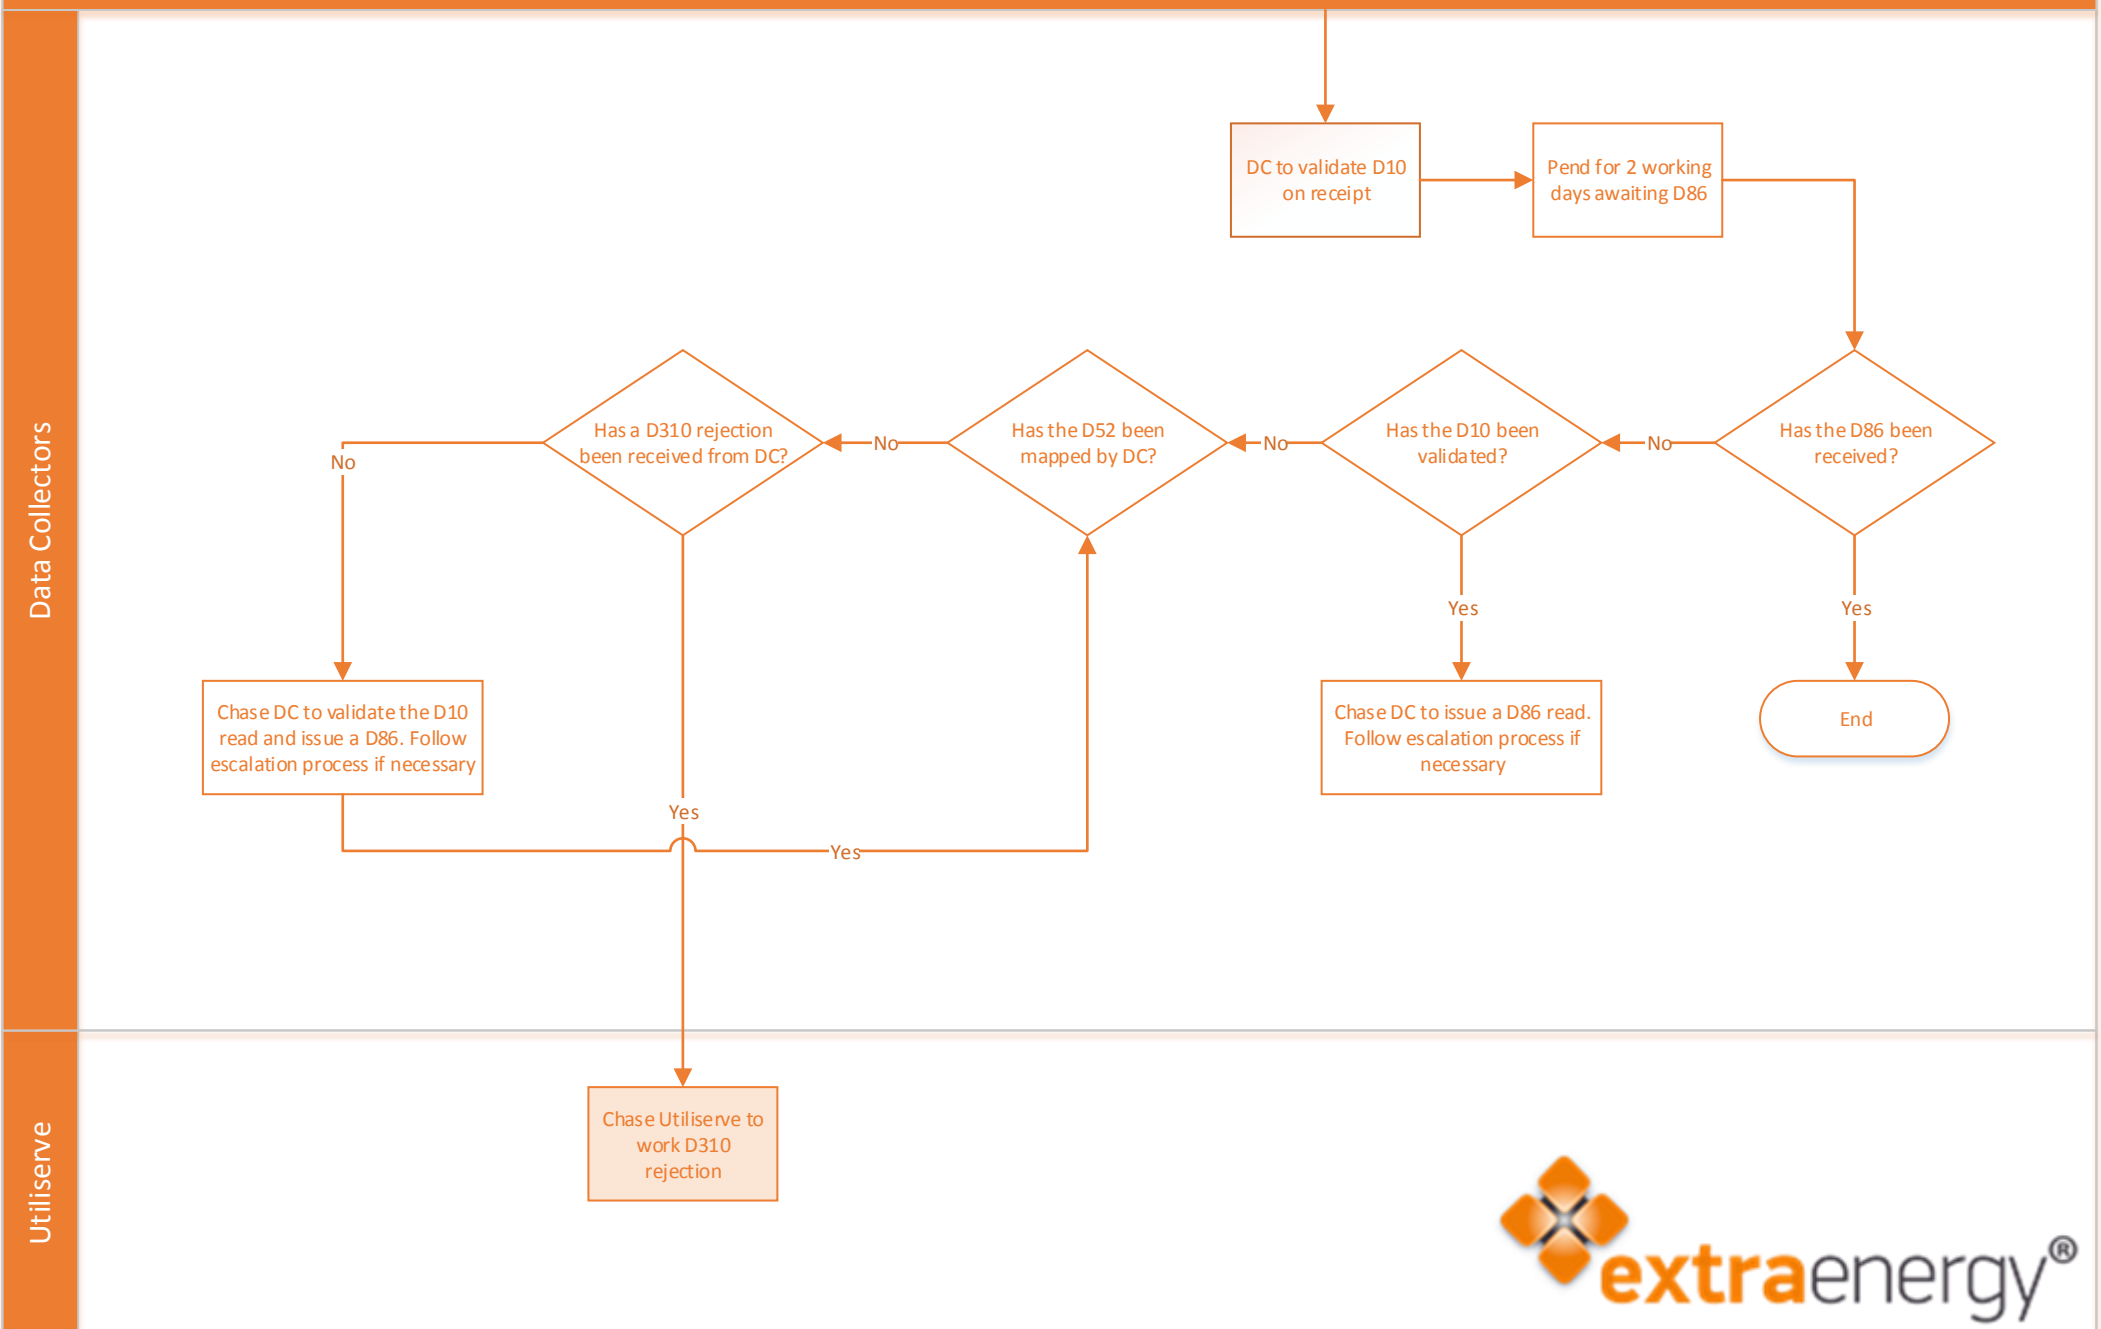 DC to validate D10
on receipt
Pend for 2 working
days awaiting D86
Data Collectors
Has a D310 rejection
been received from DC?
No
Has the D52 been
mapped by DC?
No
Has the D10 been
validated?
No
Has the D86 been
received?
No
Yes
Yes
Chase DC to validate the D10
read and issue a D86. Follow
escalation process if necessary
Chase DC to issue a D86 read.
Follow escalation process if
necessary
End
Yes
Yes
Utiliserve
Chase Utiliserve to
work D310
rejection
extraenergy®